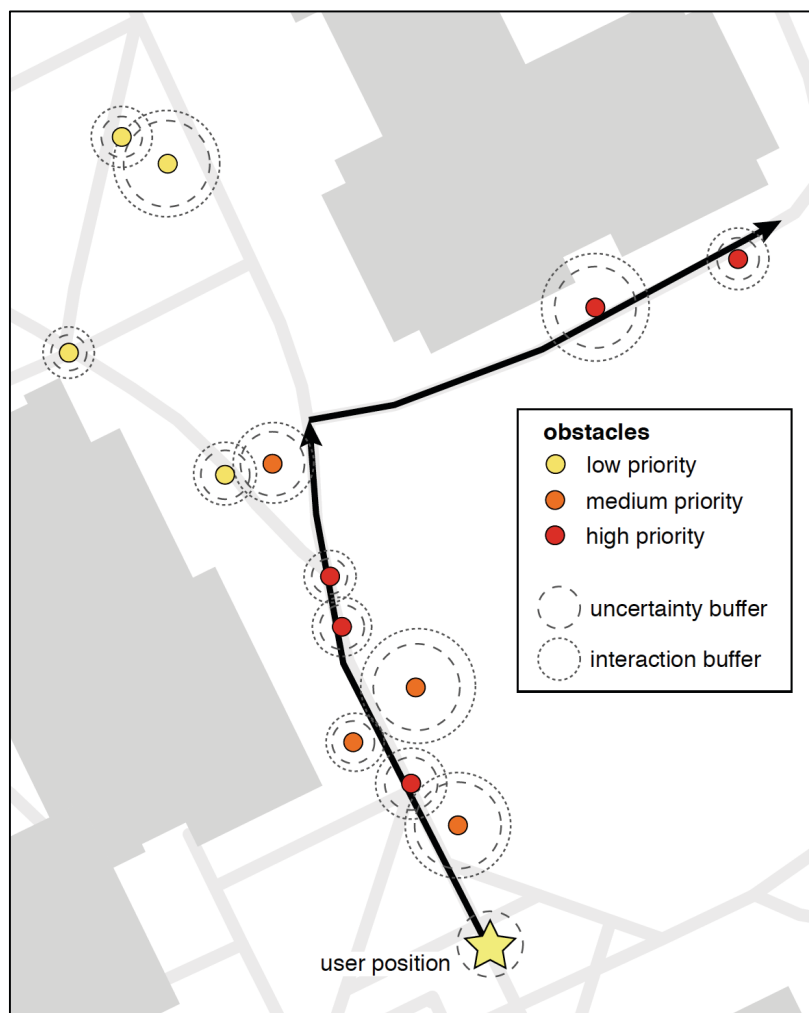 obstacles
low priority
medium priority
high priority
uncertainty buffer
interaction buffer
user position